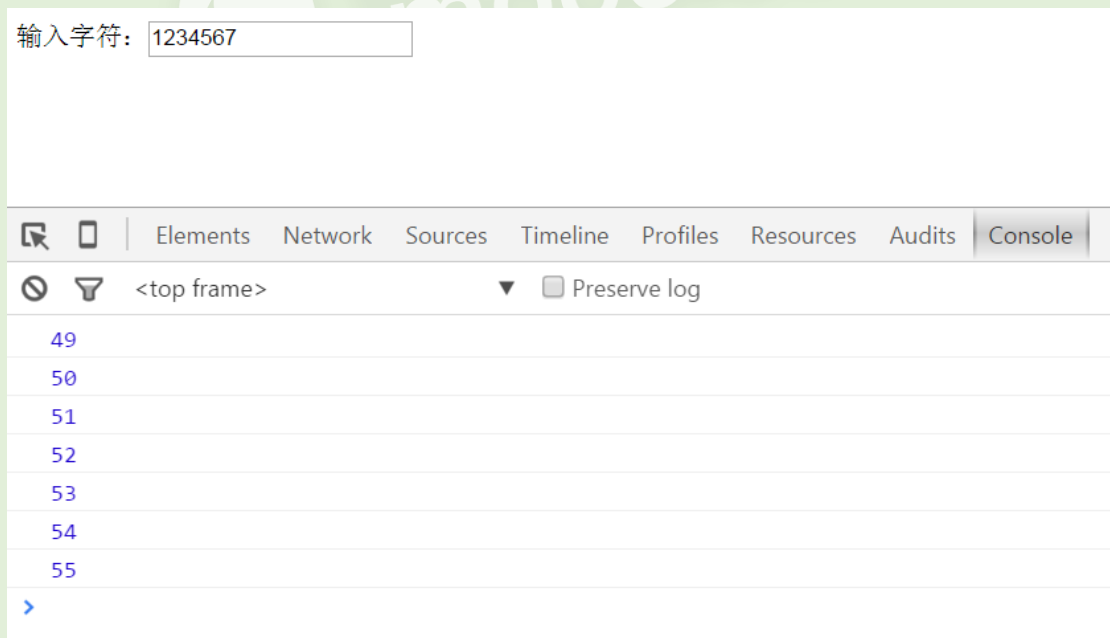 输入字符：1234567
Elements Network Sources Timeline Profiles Resources Audits Console
<top frame> ▼ Preserve log
49
50
51
52
53
54
55
>